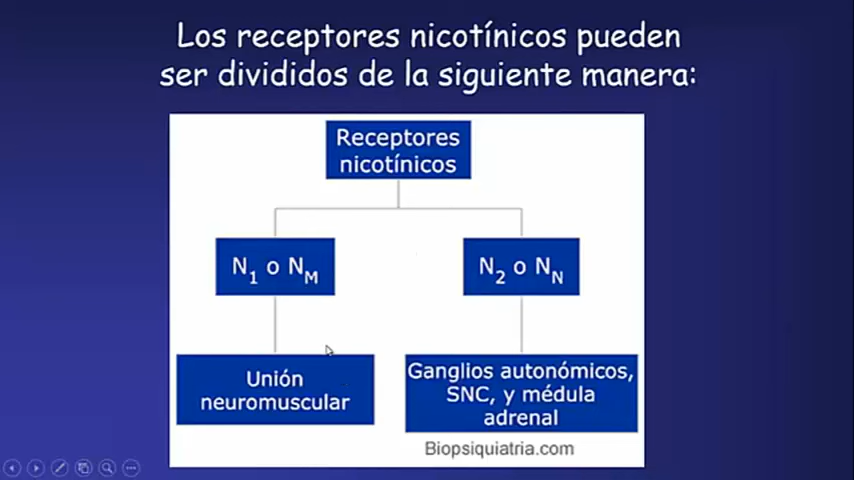 Los receptores nicotínicos pueden
ser divididos de la siguiente manera:
Receptores
nicotínicos
N1 o NM
N2 o NN
Unión
neuromuscular
Ganglios autonómicos,
SNC, y médula
adrenal
Biopsiquiatria.com